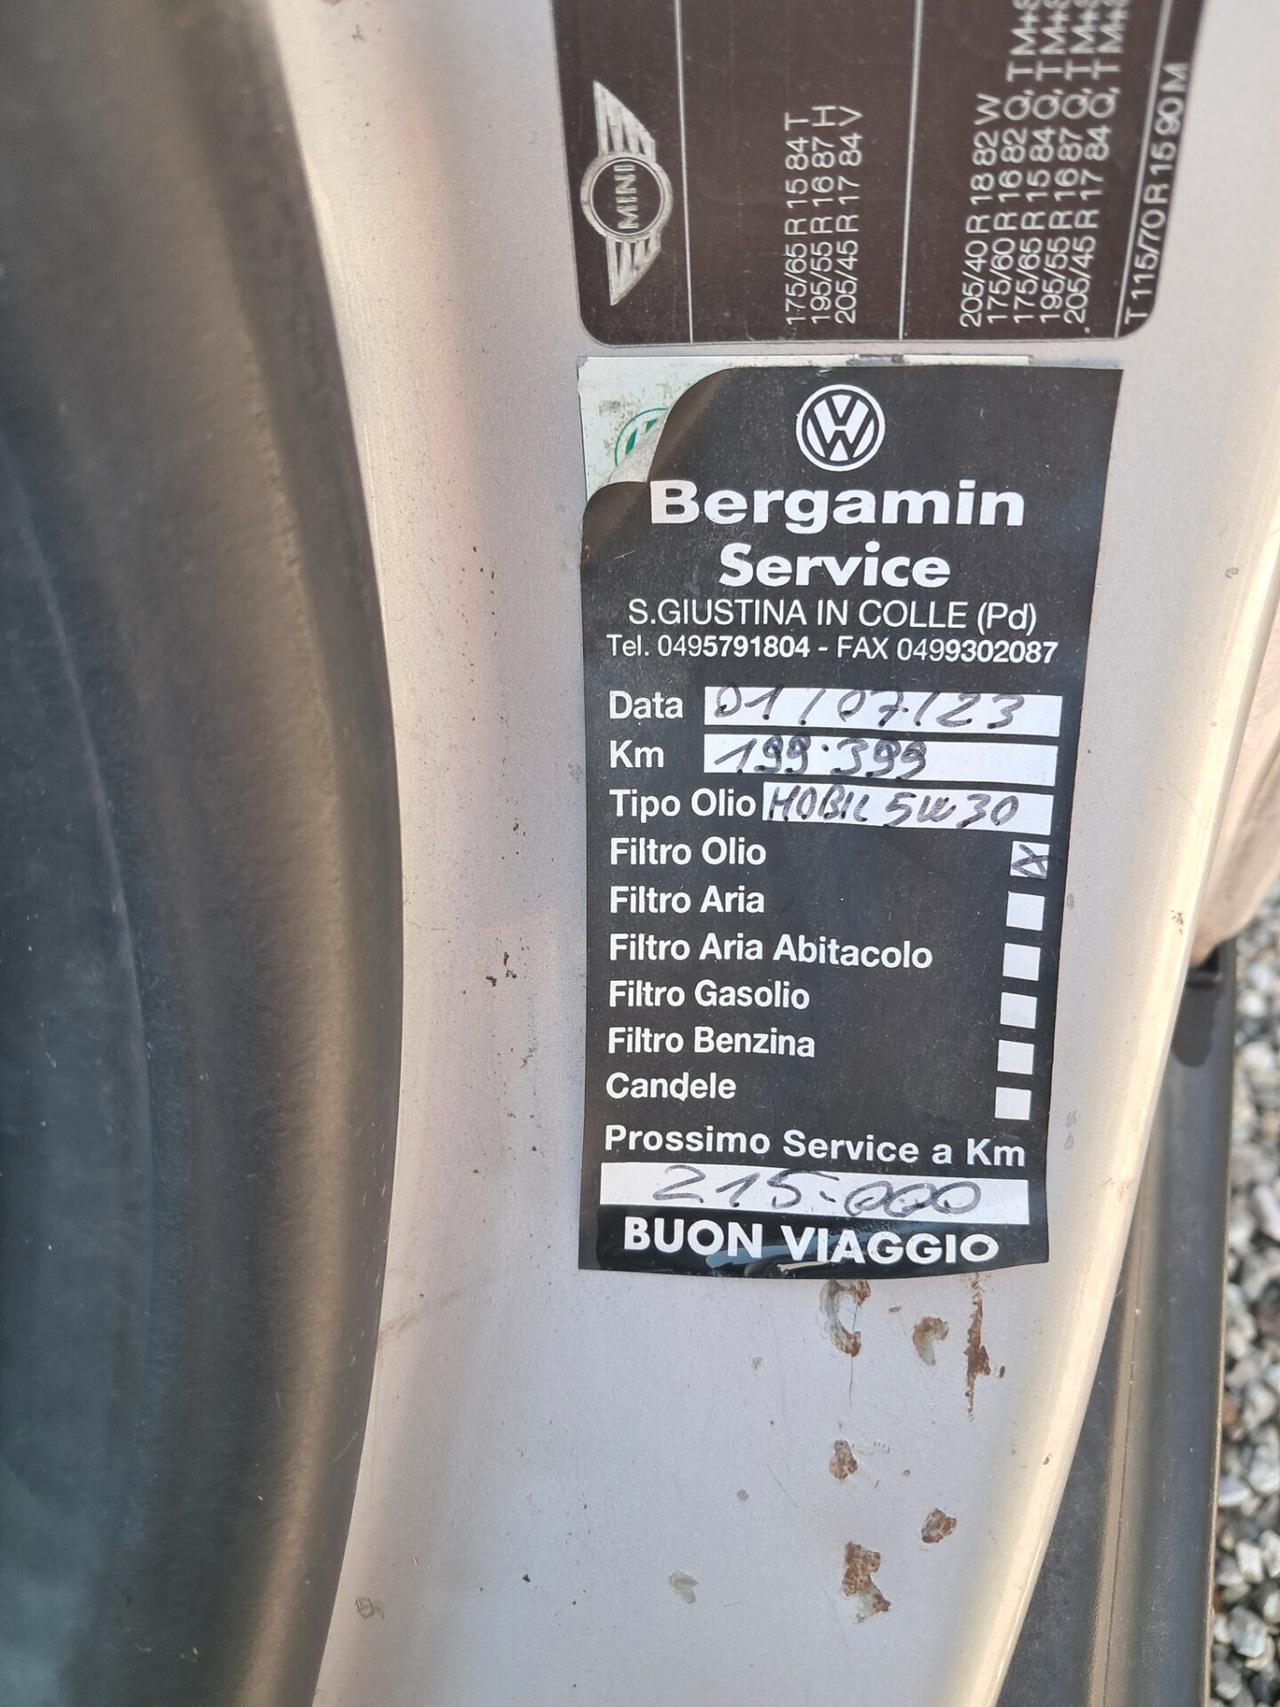 MINI
175/65 R 15 84 T
195/55 R 16 87 H
205/45 R 17 84 V
205/40 R 18 82 W
175/60 R 16 82 Q, T M+S
175/65 R 15 84 Q, T M+S
195/55 R 16 87 Q, T M+S
205/45 R 17 84 Q, T M+S
T 115/70 R 15 90 M
Bergamin
Service
S.GIUSTINA IN COLLE (Pd)
Tel. 0495791804 - FAX 0499302087
Data 01/07/23
Km 199.399
Tipo Olio MOBIL 5W30
Filtro Olio X
Filtro Aria
Filtro Aria Abitacolo
Filtro Gasolio
Filtro Benzina
Candele
Prossimo Service a Km
215.000
BUON VIAGGIO